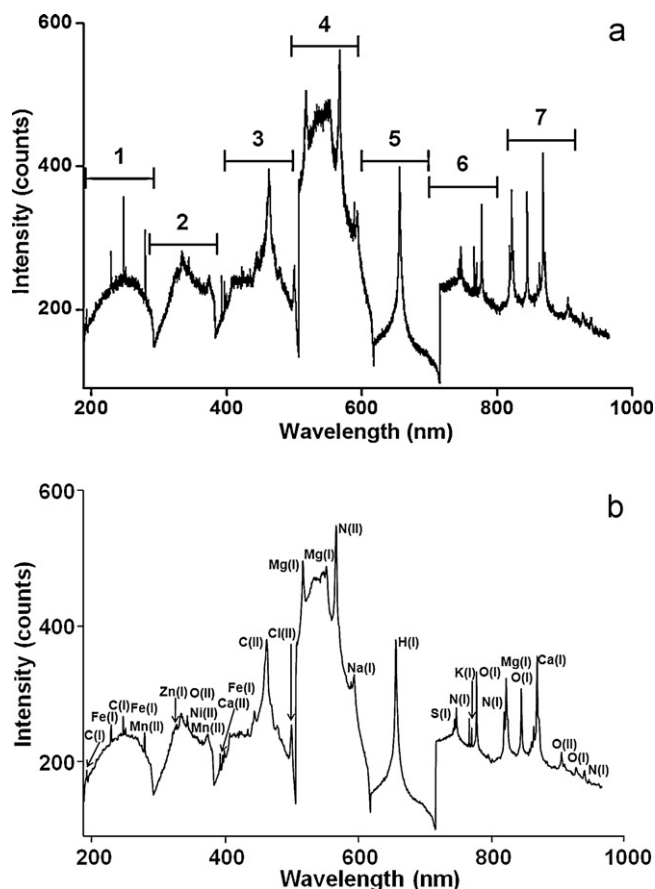 600
a
4
1
3
5
7
2
6
400
200
Intensity (counts)
200 400 600 800 1000
Wavelength (nm)
600
b
N(II)
Mg(I) Mg(I)
C(II) Cl(II)
H(I)
400
Zn(I) O(II) Fe(I)
Na(I)
K(I) O(I) Mg(I) Ca(I)
C(I) Fe(I) Ni(II) Ca(II)
S(I) N(I) N(I) O(I)
Fe(I) Mn(II) Mn(II)
C(I)
O(II)
O(I)
N(I)
200
Intensity (counts)
200 400 600 800 1000
Wavelength (nm)